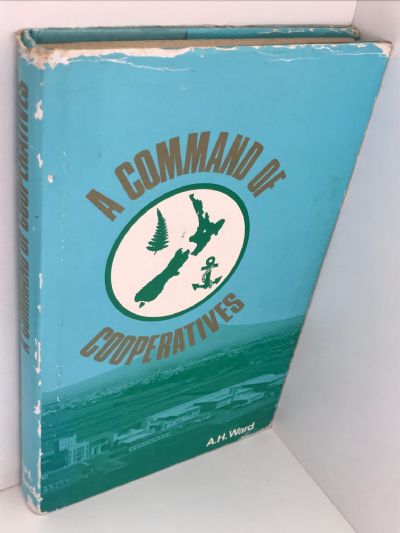 A COMMAND OF
COOPERATIVES
A.H. Ward
A COMMAND OF COOPERATIVES